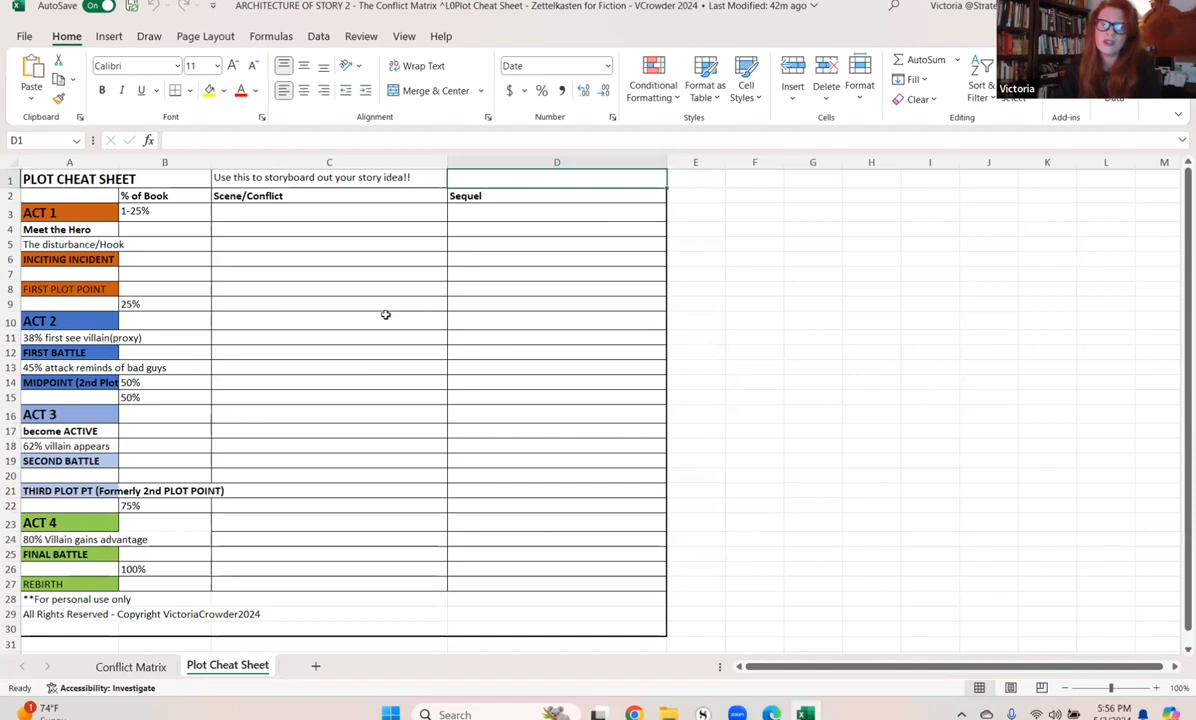 AutoSave On ARCHITECTURE OF STORY 2 - The Conflict Matrix ^L0Plot Cheat Sheet - Zettelkasten for Fiction - VCrowder 2024 • Last Modified: 42m ago Victoria @Strate
File Home Insert Draw Page Layout Formulas Data Review View Help
Calibri 11 Wrap Text Date AutoSum
Paste Conditional Format as Cell Insert Delete Format Fill Sort &
B I U A Merge & Center $ % Formatting Table Styles Clear Victoria
Clipboard Font Alignment Number Styles Cells Editing Add-ins
D1 fx
A B C D E F G H I J K L M
1 PLOT CHEAT SHEET Use this to storyboard out your story idea!!
2 % of Book Scene/Conflict Sequel
3 ACT 1 1-25%
4 Meet the Hero
5 The disturbance/Hook
6 INCITING INCIDENT
7
8 FIRST PLOT POINT
9 25%
10 ACT 2
11 38% first see villain(proxy)
12 FIRST BATTLE
13 45% attack reminds of bad guys
14 MIDPOINT (2nd Plot 50%
15 50%
16 ACT 3
17 become ACTIVE
18 62% villain appears
19 SECOND BATTLE
20
21 THIRD PLOT PT (Formerly 2nd PLOT POINT)
22 75%
23 ACT 4
24 80% Villain gains advantage
25 FINAL BATTLE
26 100%
27 REBIRTH
28 **For personal use only
29 All Rights Reserved - Copyright VictoriaCrowder2024
30
31
Conflict Matrix Plot Cheat Sheet
Ready Accessibility: Investigate 100%
1 74°F Search 5:56 PM